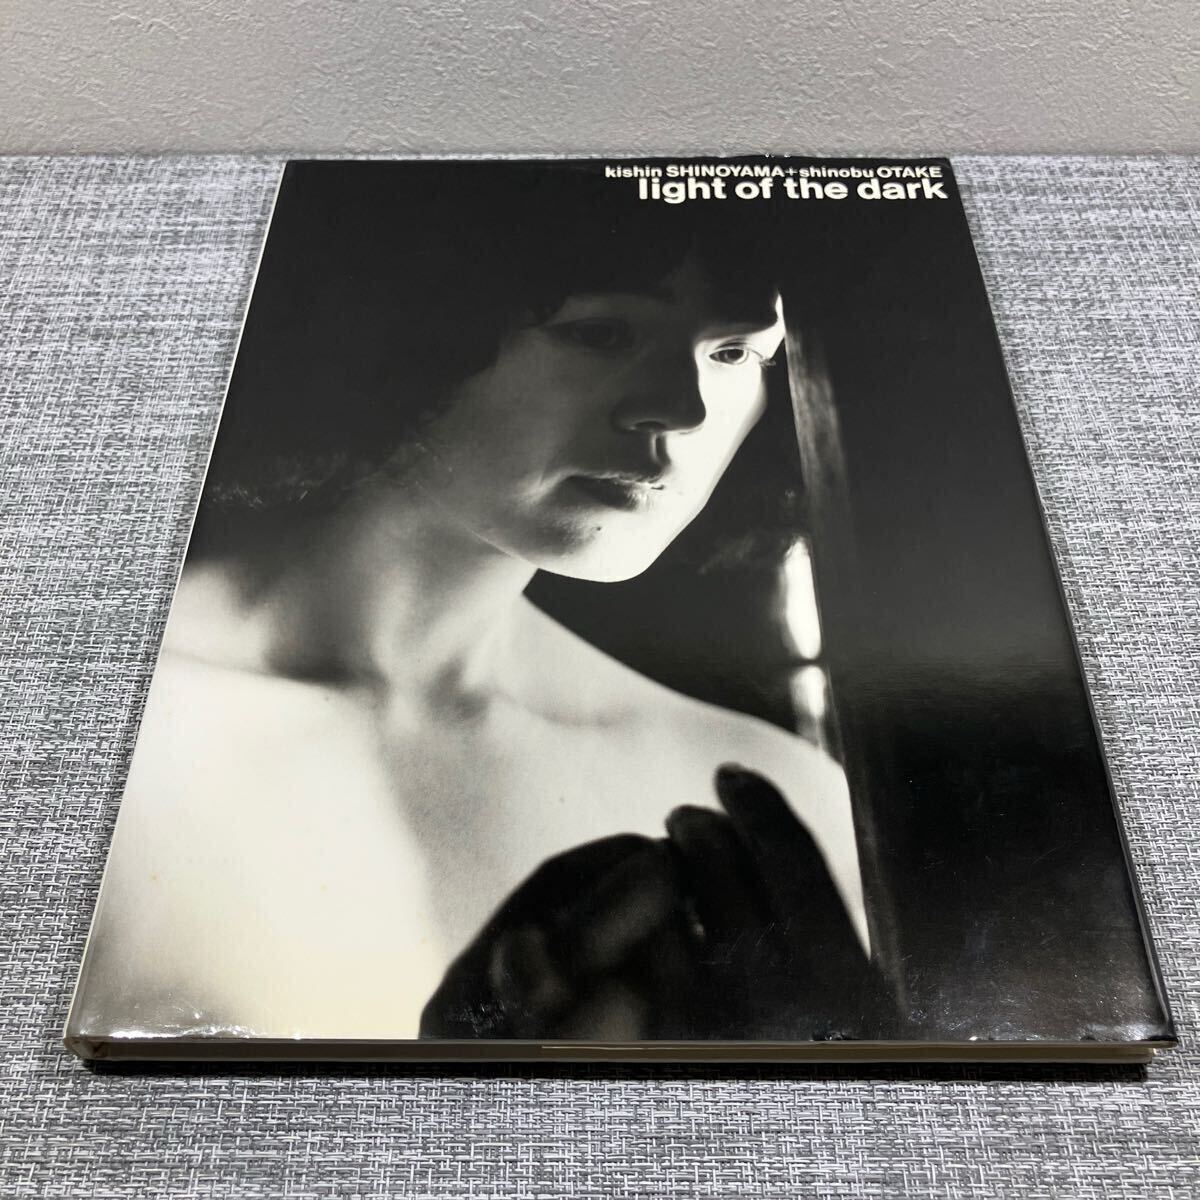 kishin SHINOYAMA+shinobu OTAKE
light of the dark